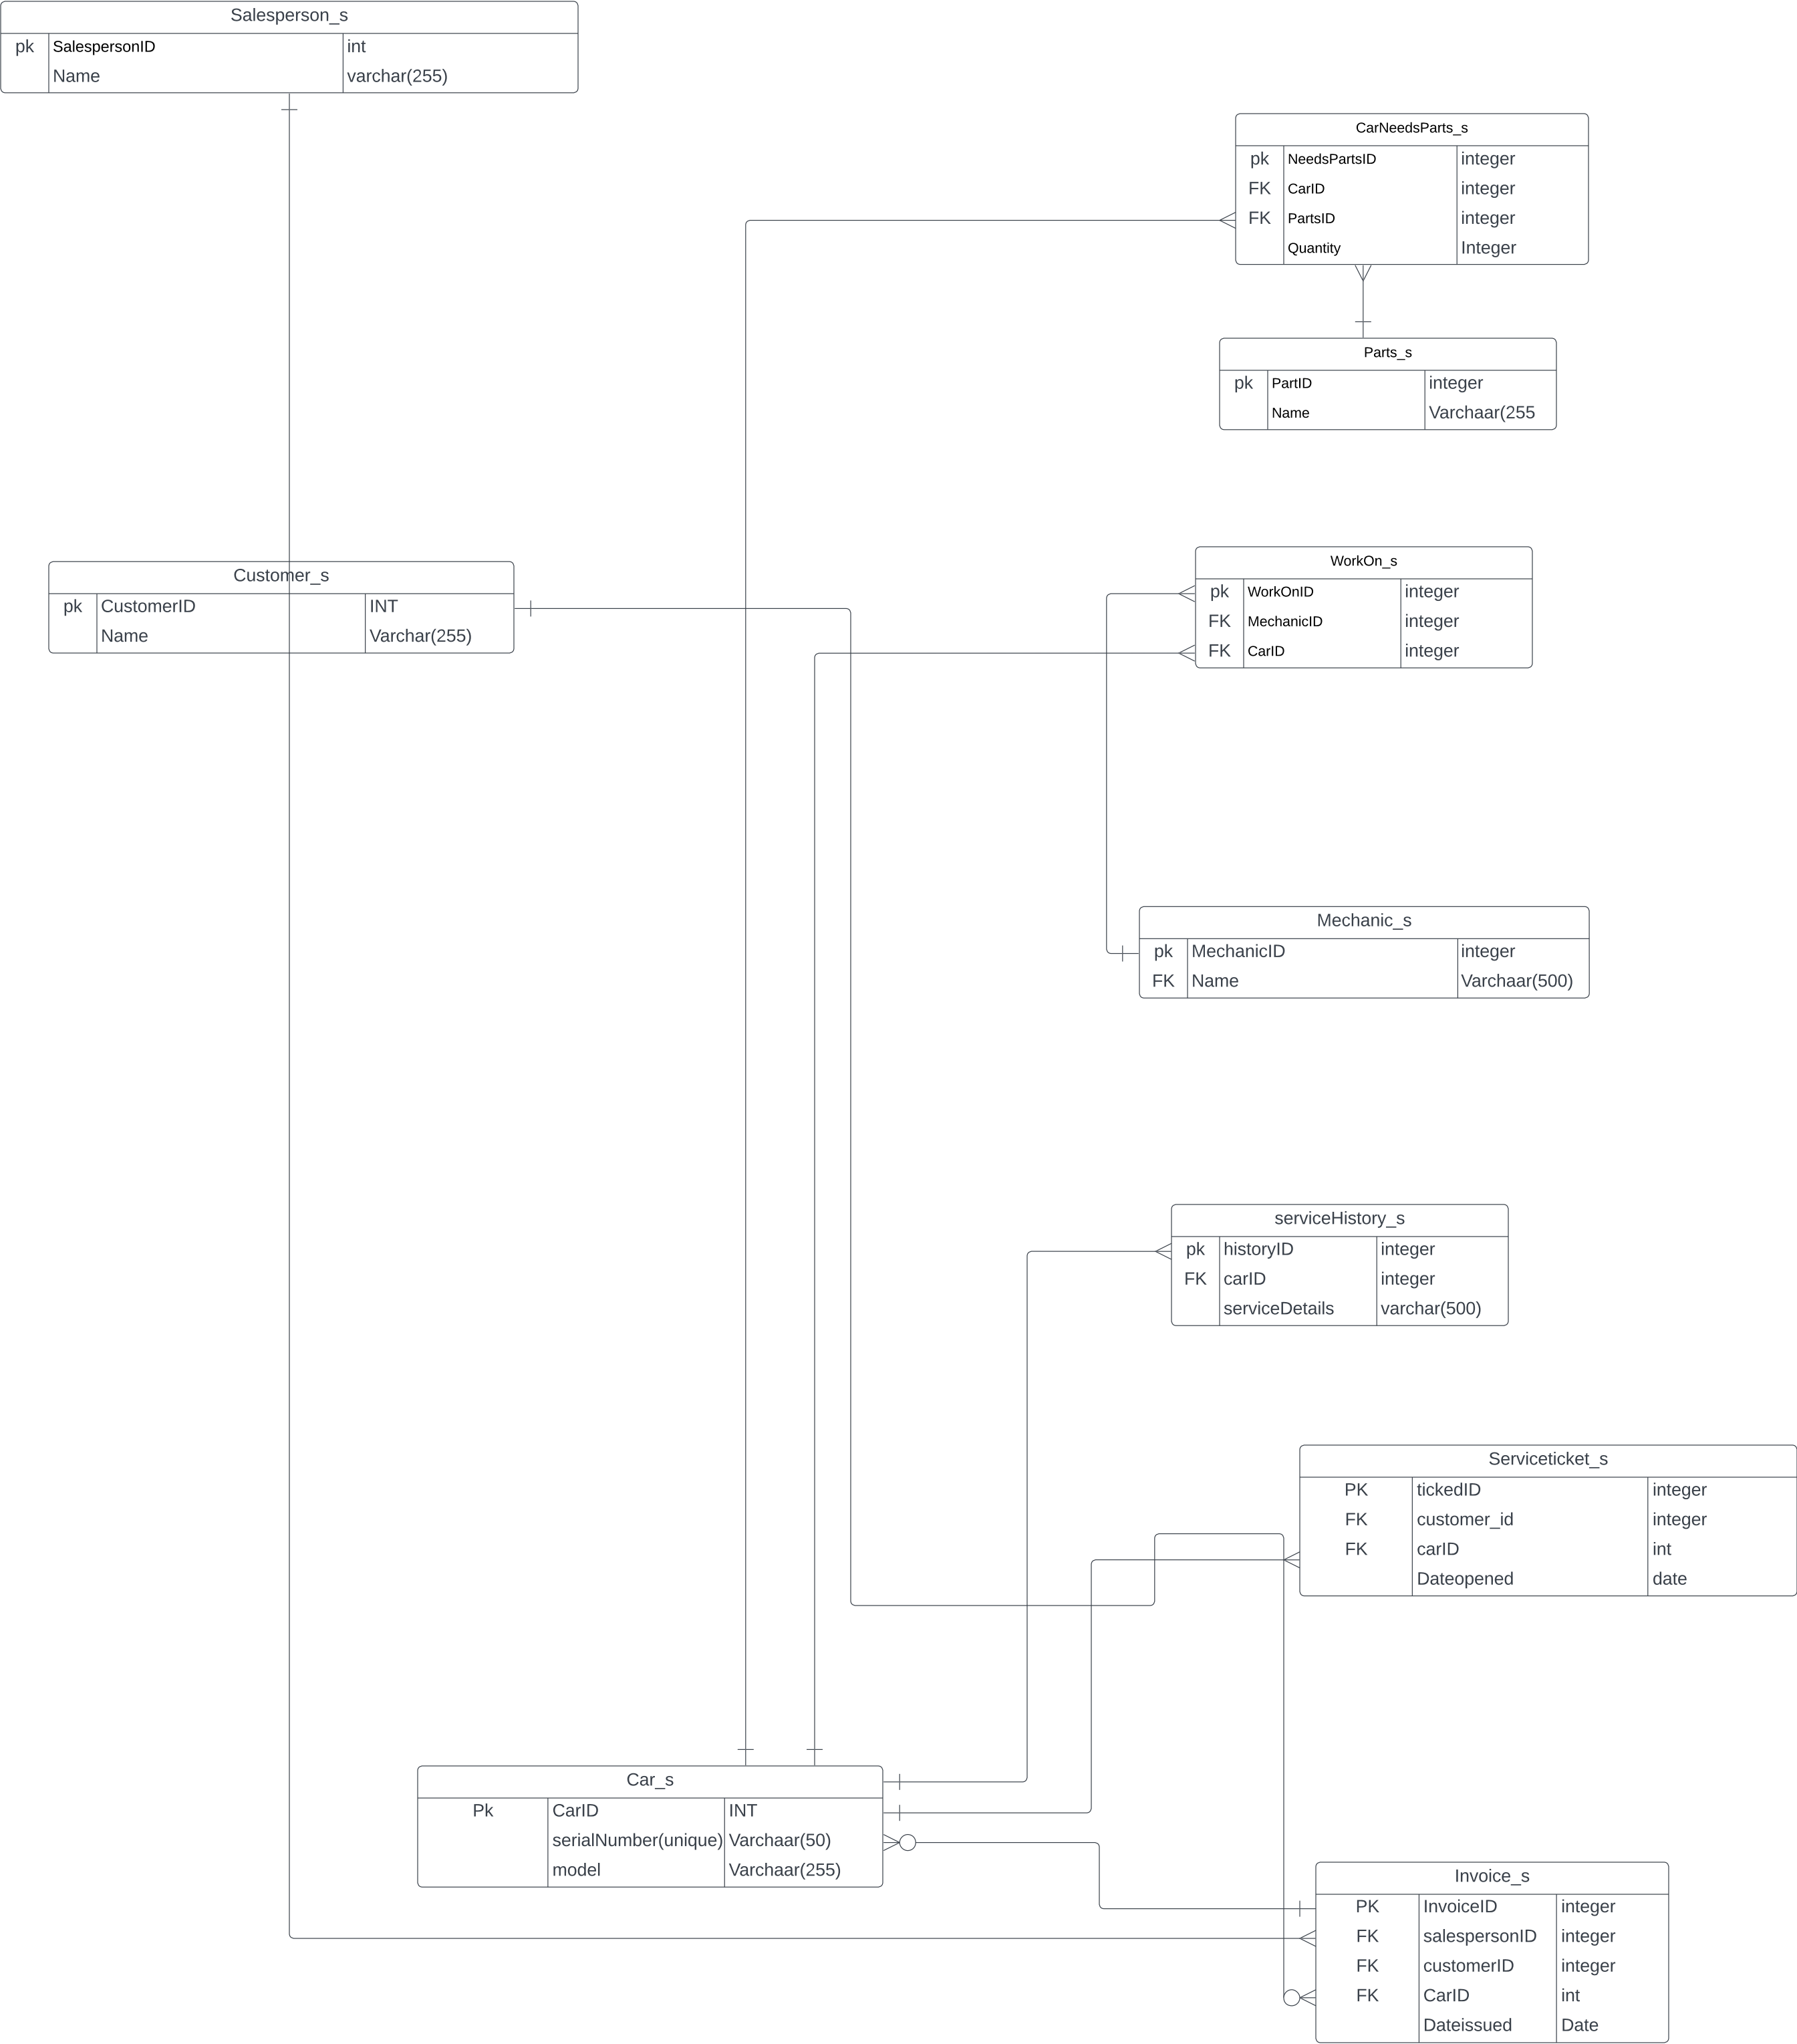 Salesperson_s
pk SalespersonID int
Name varchar(255)
CarNeedsParts_s
pk NeedsPartsID integer
FK CarID integer
FK PartsID integer
Quantity Integer
Parts_s
pk PartID integer
Name Varchaar(255
Customer_s
pk CustomerID INT
Name Varchar(255)
WorkOn_s
pk WorkOnID integer
FK MechanicID integer
FK CarID integer
Mechanic_s
pk MechanicID integer
FK Name Varchaar(500)
serviceHistory_s
pk historyID integer
FK carID integer
serviceDetails varchar(500)
Serviceticket_s
PK tickedID integer
FK customer_id integer
FK carID int
Dateopened date
Car_s
Pk CarID INT
serialNumber(unique) Varchaar(50)
model Varchaar(255)
Invoice_s
PK InvoiceID integer
FK salespersonID integer
FK customerID integer
FK CarID int
Dateissued Date